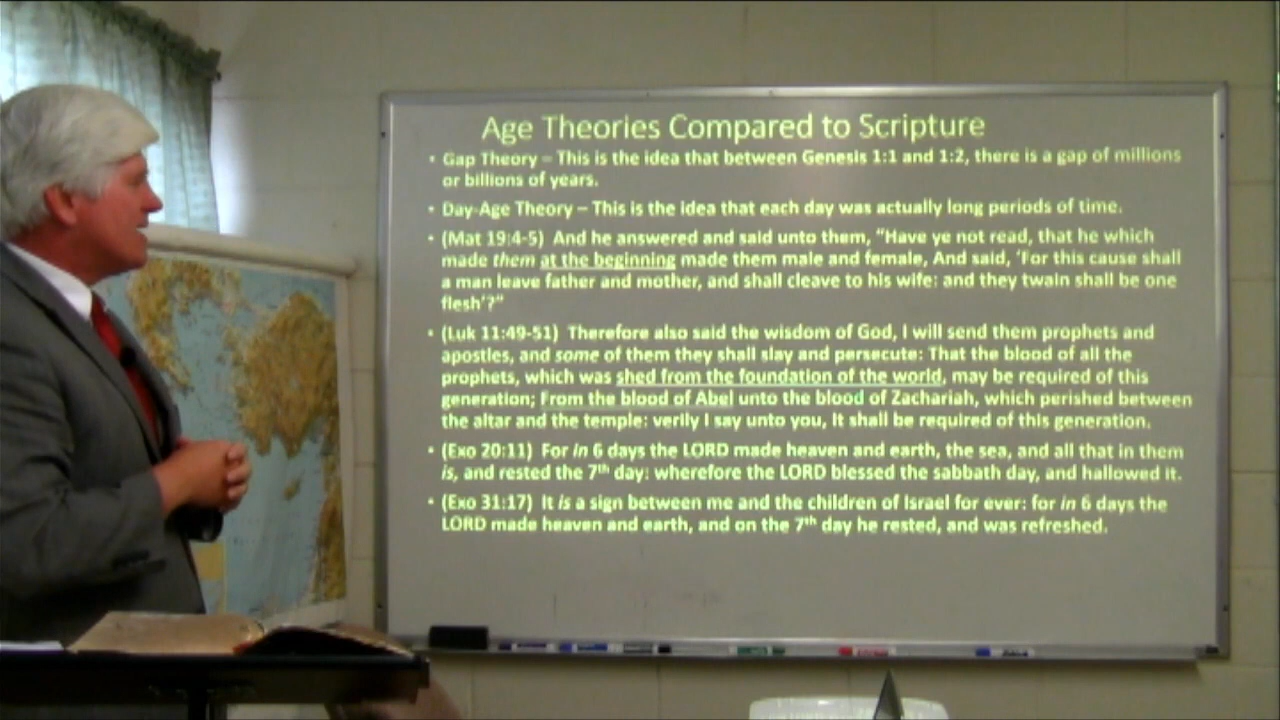 Age Theories Compared to Scripture
• Gap Theory – This is the idea that between Genesis 1:1 and 1:2, there is a gap of millions
or billions of years.
• Day-Age Theory – This is the idea that each day was actually long periods of time.
• (Mat 19:4-5)  And he answered and said unto them, “Have ye not read, that he which
made them at the beginning made them male and female, And said, ‘For this cause shall
a man leave father and mother, and shall cleave to his wife: and they twain shall be one
flesh’?”
• (Luk 11:49-51)  Therefore also said the wisdom of God, I will send them prophets and
apostles, and some of them they shall slay and persecute: That the blood of all the
prophets, which was shed from the foundation of the world, may be required of this
generation; From the blood of Abel unto the blood of Zachariah, which perished between
the altar and the temple: verily I say unto you, It shall be required of this generation.
• (Exo 20:11)  For in 6 days the LORD made heaven and earth, the sea, and all that in them
is, and rested the 7th day: wherefore the LORD blessed the sabbath day, and hallowed it.
• (Exo 31:17)  It is a sign between me and the children of Israel for ever: for in 6 days the
LORD made heaven and earth, and on the 7th day he rested, and was refreshed.